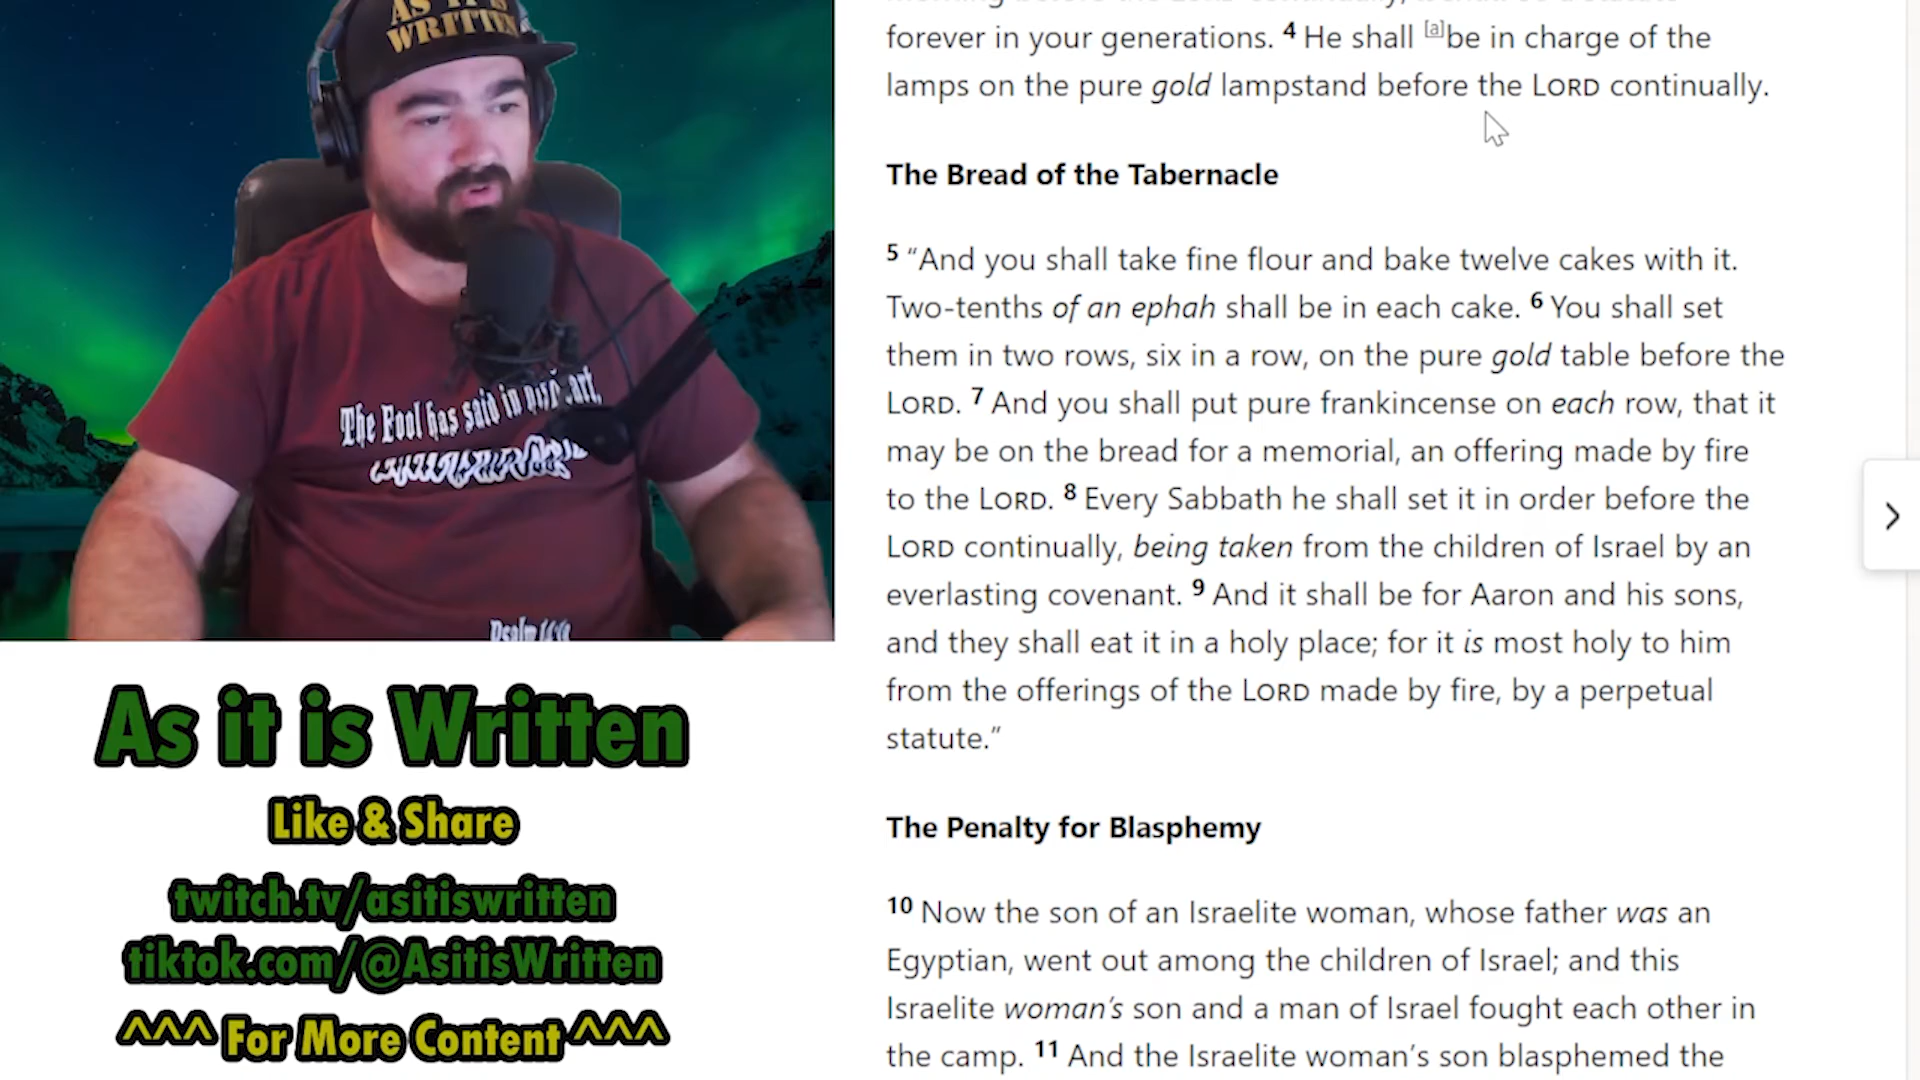 AS IT IS
WRITTEN
The Fool has said in his heart,
As it is Written
Like & Share
twitch.tv/asitiswritten
tiktok.com/@AsitisWritten
^^^ For More Content ^^^
forever in your generations. 4 He shall [a]be in charge of the
lamps on the pure gold lampstand before the LORD continually.
The Bread of the Tabernacle
5 “And you shall take fine flour and bake twelve cakes with it.
Two-tenths of an ephah shall be in each cake. 6 You shall set
them in two rows, six in a row, on the pure gold table before the
LORD. 7 And you shall put pure frankincense on each row, that it
may be on the bread for a memorial, an offering made by fire
to the LORD. 8 Every Sabbath he shall set it in order before the
LORD continually, being taken from the children of Israel by an
everlasting covenant. 9 And it shall be for Aaron and his sons,
and they shall eat it in a holy place; for it is most holy to him
from the offerings of the LORD made by fire, by a perpetual
statute.”
The Penalty for Blasphemy
10 Now the son of an Israelite woman, whose father was an
Egyptian, went out among the children of Israel; and this
Israelite woman’s son and a man of Israel fought each other in
the camp. 11 And the Israelite woman’s son blasphemed the